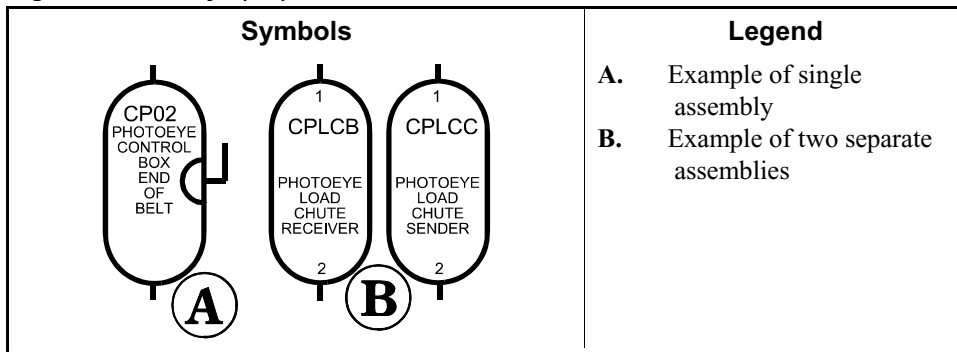 Symbols
Legend
CP02
PHOTOEYE
CONTROL
BOX
END
OF
BELT
A
1
CPLCB
PHOTOEYE
LOAD
CHUTE
RECEIVER
2
1
CPLCC
PHOTOEYE
LOAD
CHUTE
SENDER
2
B
A. Example of single
assembly
B. Example of two separate
assemblies